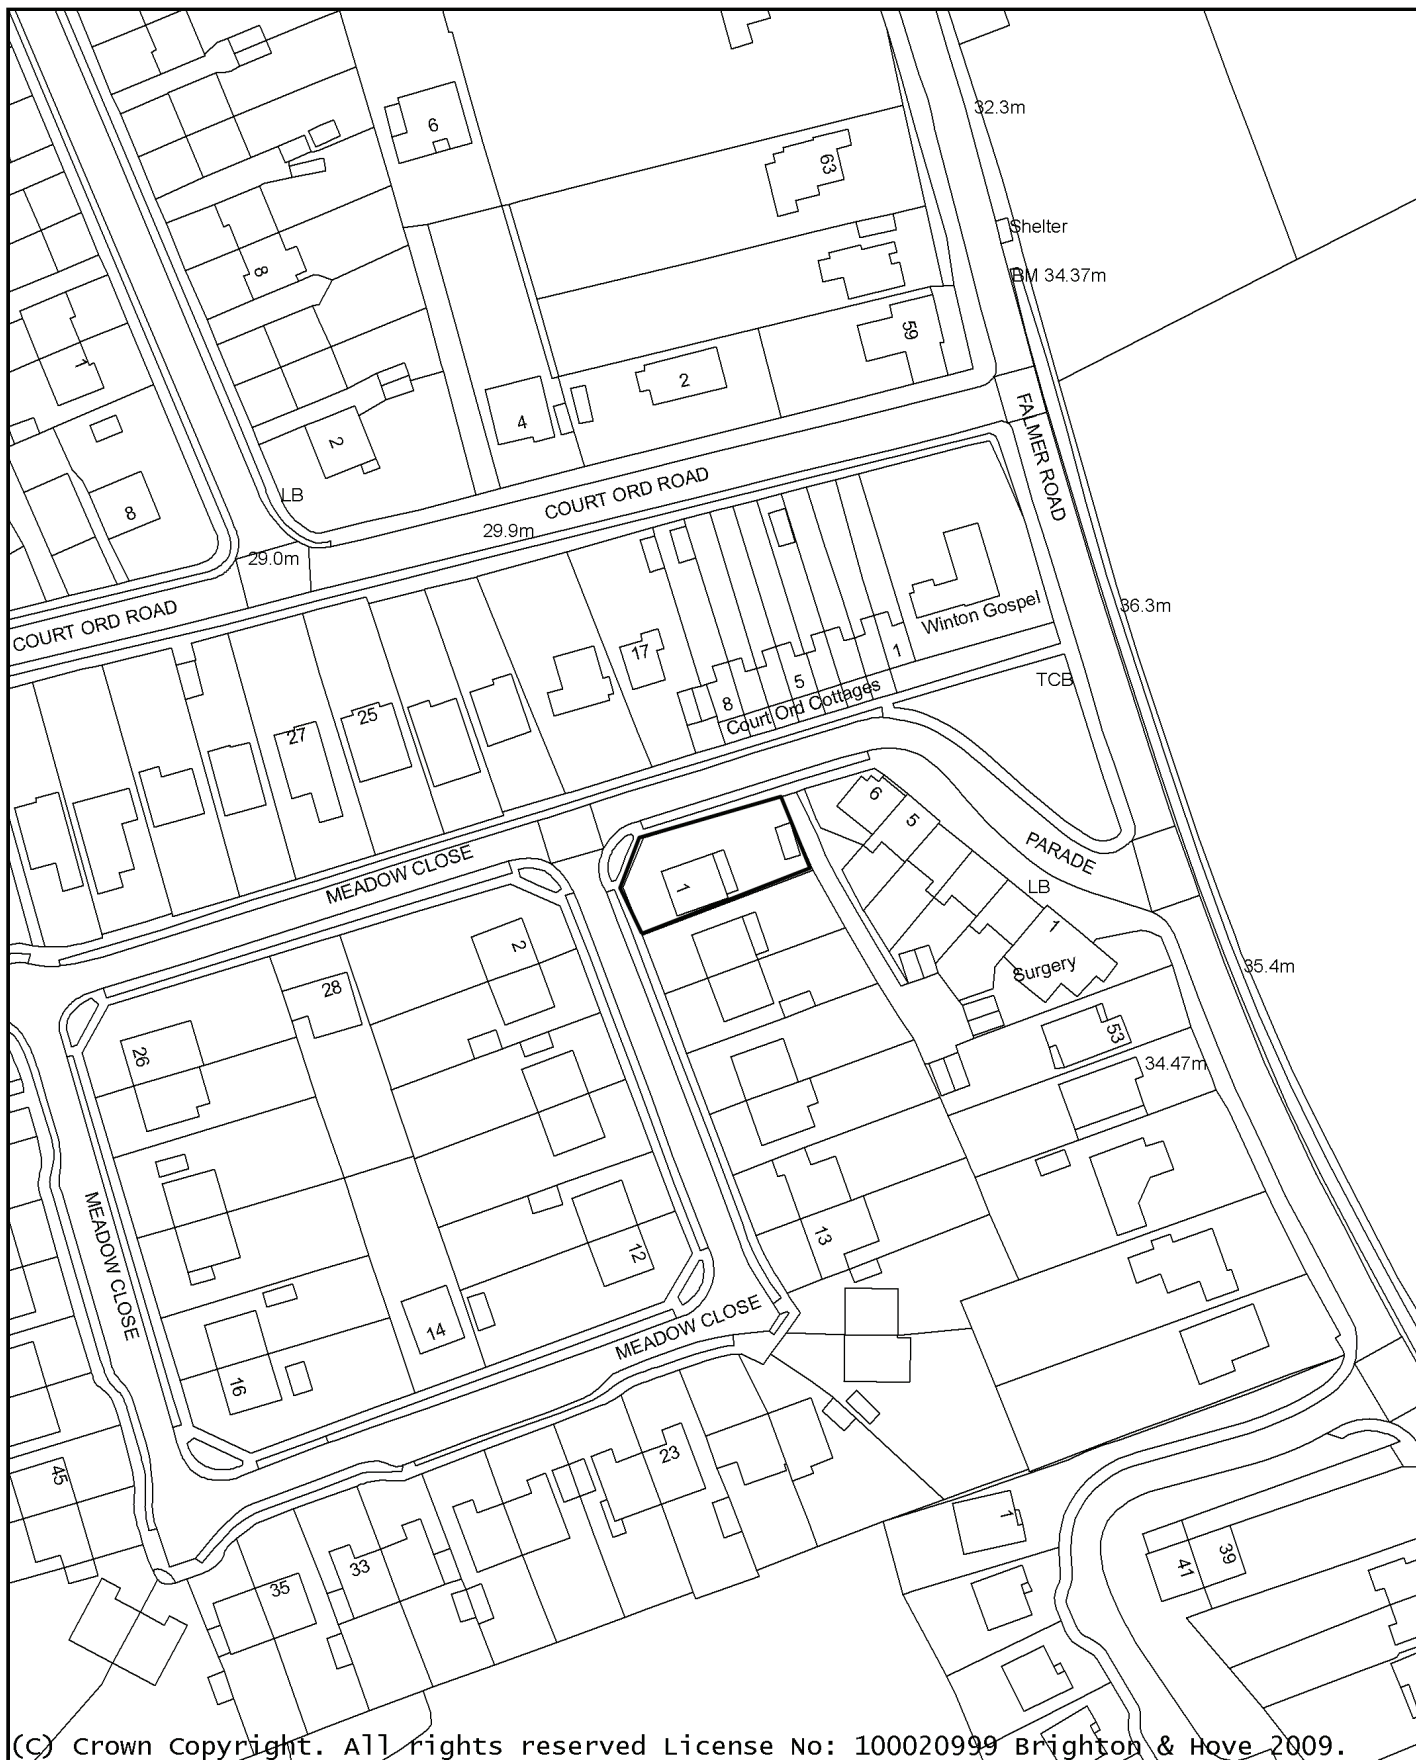 32.3m
6
63
Shelter
8
BM 34.37m
59
1
2
4
2
FALMER ROAD
COURT ORD ROAD
LB
8
29.9m
29.0m
COURT ORD ROAD
36.3m
Winton Gospel
17
1
5
TCB
8
Court Ord Cottages
25
27
6
5
PARADE
MEADOW CLOSE
1
LB
1
2
Surgery
35.4m
28
26
53
34.47m
MEADOW CLOSE
13
12
14
MEADOW CLOSE
16
23
45
1
33
35
41
39
(C) Crown Copyright. All rights reserved License No: 100020999 Brighton & Hove 2009.